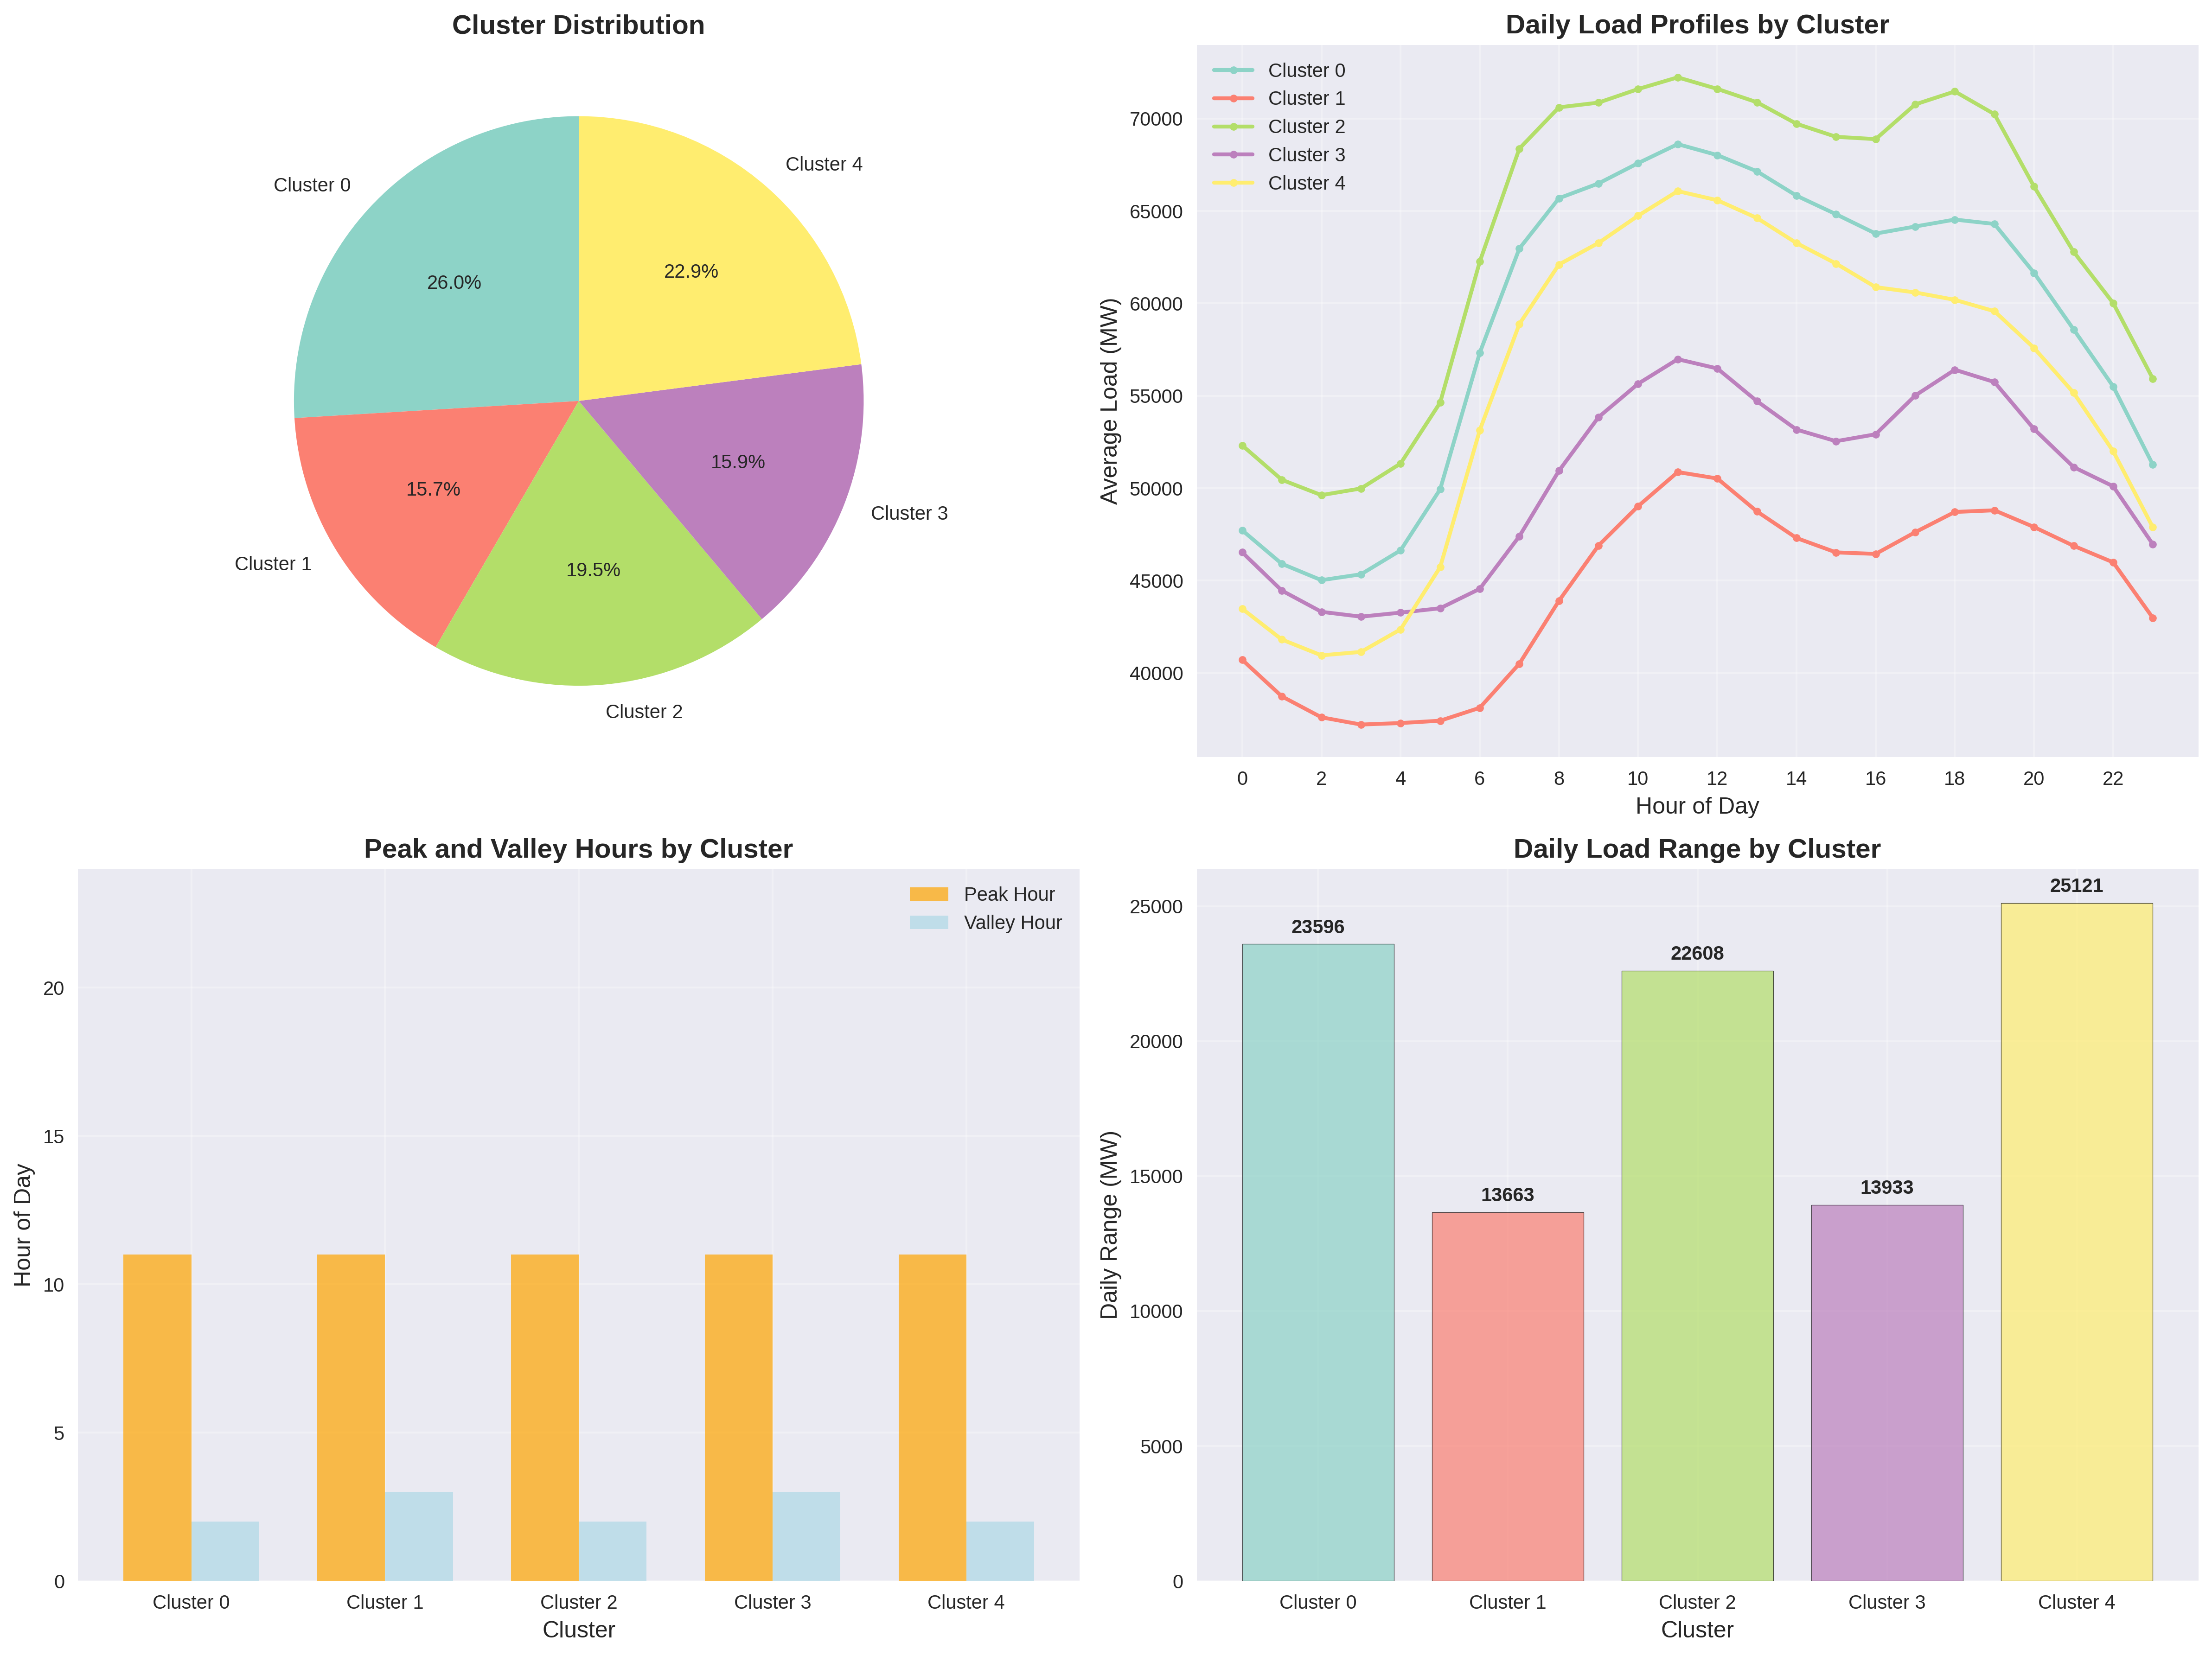 Cluster Distribution
Cluster 0
Cluster 1
Cluster 2
Cluster 3
Cluster 4
26.0%
15.7%
19.5%
15.9%
22.9%
Daily Load Profiles by Cluster
Cluster 0
Cluster 1
Cluster 2
Cluster 3
Cluster 4
Average Load (MW)
70000
65000
60000
55000
50000
45000
40000
0 2 4 6 8 10 12 14 16 18 20 22
Hour of Day
Peak and Valley Hours by Cluster
Peak Hour
Valley Hour
Hour of Day
20
15
10
5
0
Cluster 0 Cluster 1 Cluster 2 Cluster 3 Cluster 4
Cluster
Daily Load Range by Cluster
Daily Range (MW)
25000
20000
15000
10000
5000
0
23596
13663
22608
13933
25121
Cluster 0 Cluster 1 Cluster 2 Cluster 3 Cluster 4
Cluster